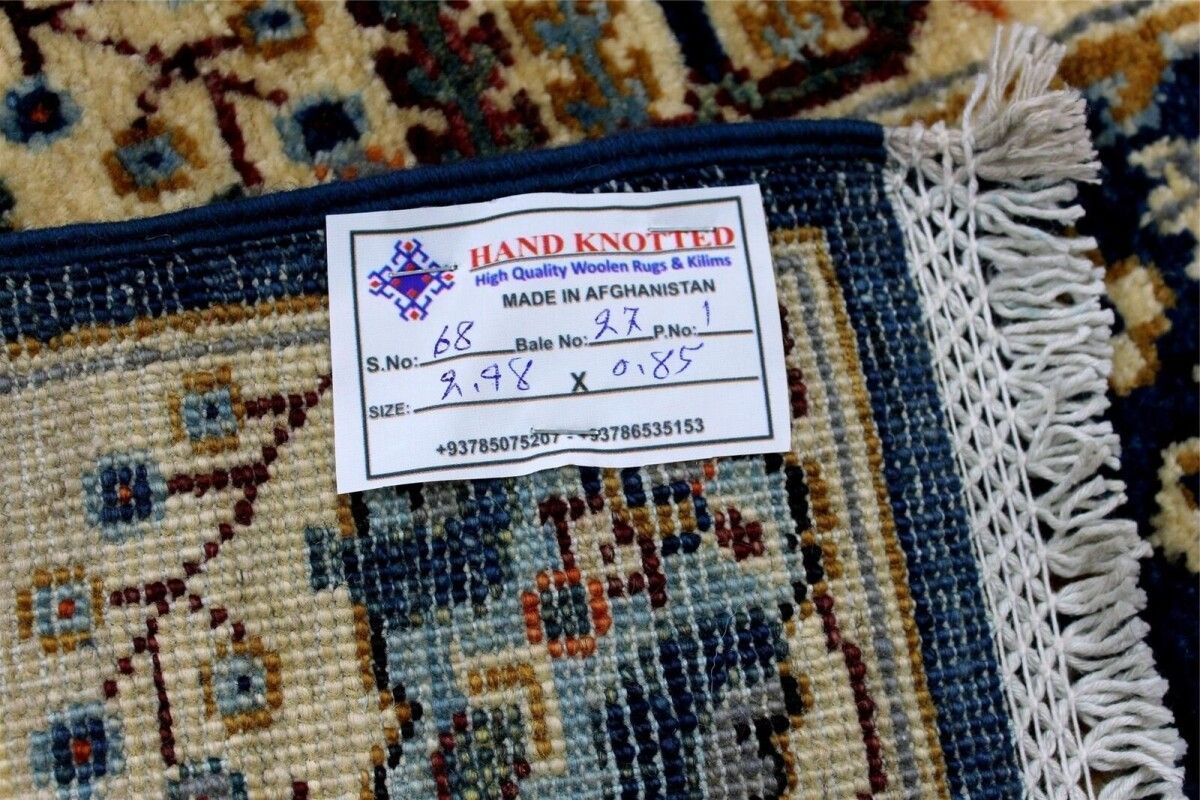 HAND KNOTTED
High Quality Woolen Rugs & Kilims
MADE IN AFGHANISTAN
S.No: 68 Bale No: 27 P.No: 1
SIZE: 2.98 X 0.85
+93785075207 - +93786535153